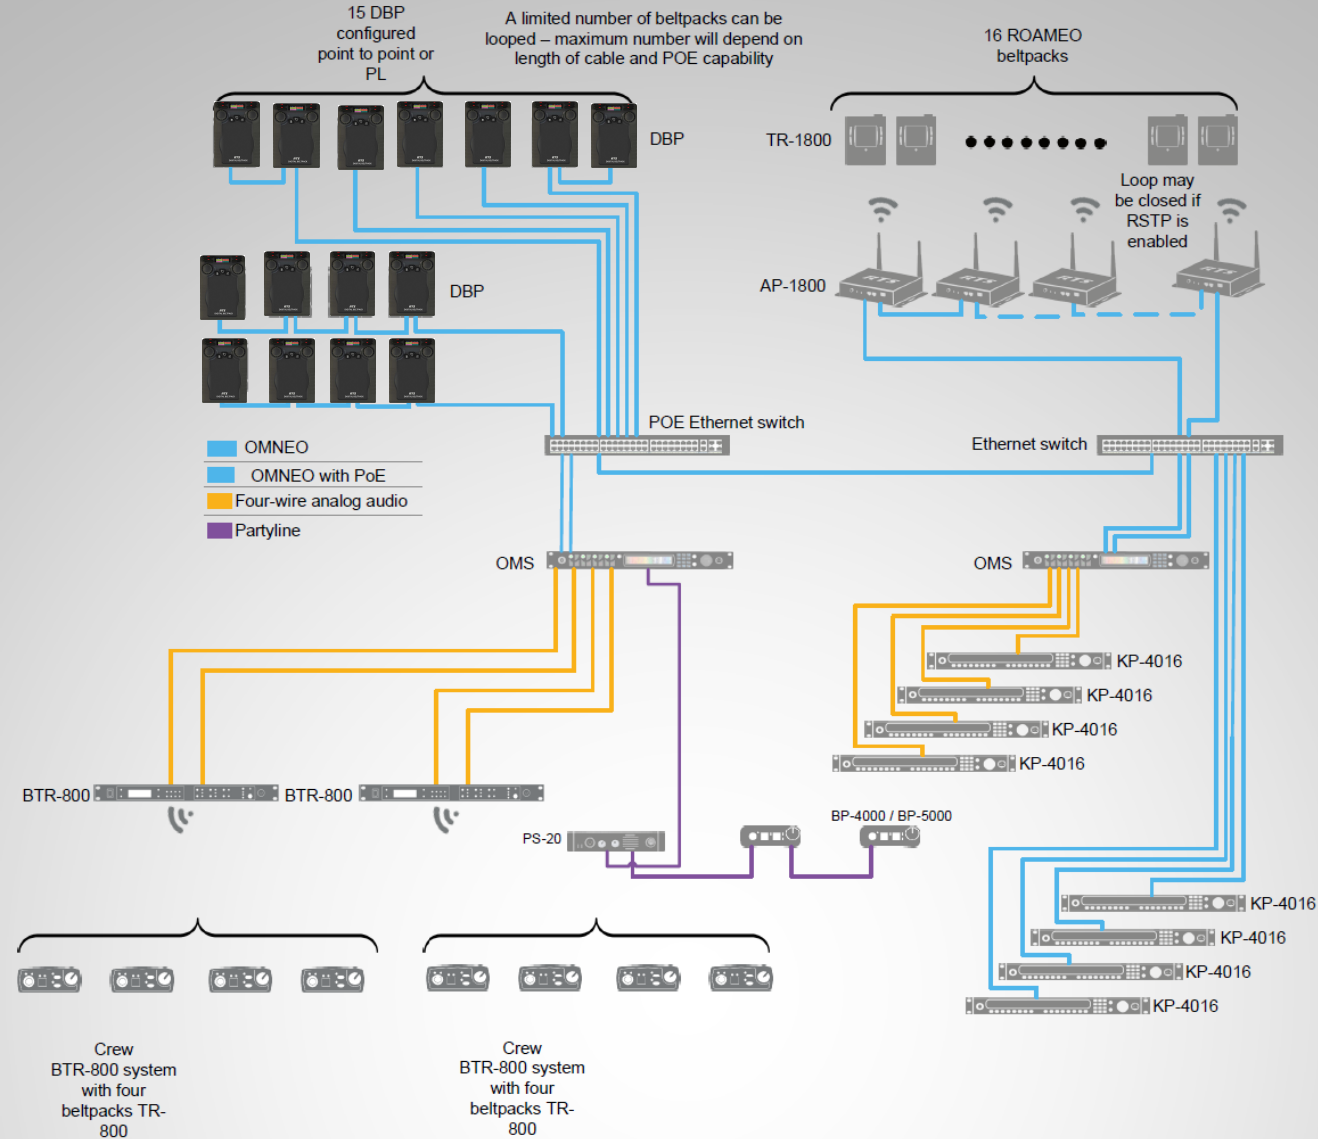 15 DBP
configured
point to point or
PL
A limited number of beltpacks can be
looped – maximum number will depend on
length of cable and POE capability
16 ROAMEO
beltpacks
DBP
TR-1800
Loop may
be closed if
RSTP is
enabled
AP-1800
DBP
POE Ethernet switch
Ethernet switch
OMNEO
OMNEO with PoE
Four-wire analog audio
Partyline
OMS
OMS
KP-4016
KP-4016
KP-4016
KP-4016
BTR-800
BTR-800
PS-20
BP-4000 / BP-5000
KP-4016
KP-4016
KP-4016
KP-4016
Crew
BTR-800 system
with four
beltpacks TR-
800
Crew
BTR-800 system
with four
beltpacks TR-
800